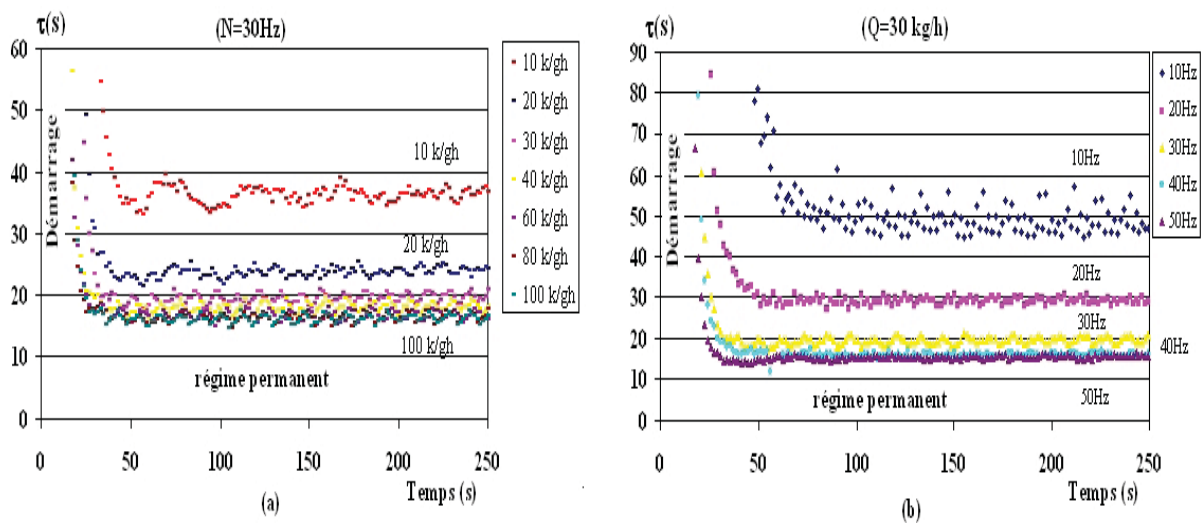 τ(s)
(N=30Hz)
60
50
40
30
20
10
0
Démarrage
10 k/gh
20 k/gh
100 k/gh
régime permanent
0
50
100
150
200
250
Temps (s)
(a)
10 k/gh
20 k/gh
30 k/gh
40 k/gh
60 k/gh
80 k/gh
100 k/gh
τ(s)
(Q=30 kg/h)
90
80
70
60
50
40
30
20
10
0
Démarrage
10Hz
20Hz
30Hz
40Hz
50Hz
régime permanent
0
50
100
150
200
250
Temps (s)
(b)
10Hz
20Hz
30Hz
40Hz
50Hz